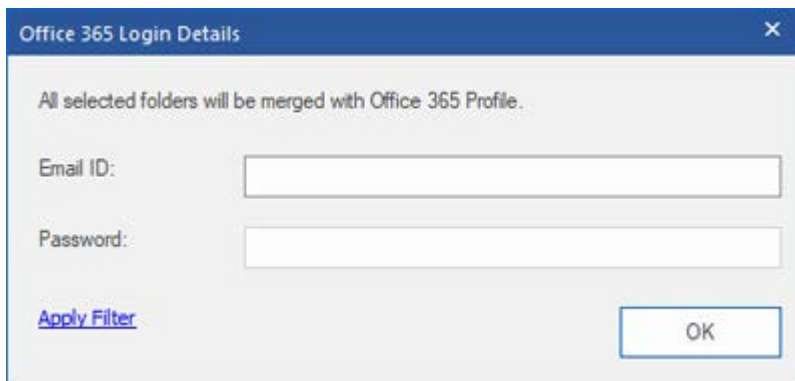 Office 365 Login Details
All selected folders will be merged with Office 365 Profile.
Email ID:
Password:
Apply Filter
OK